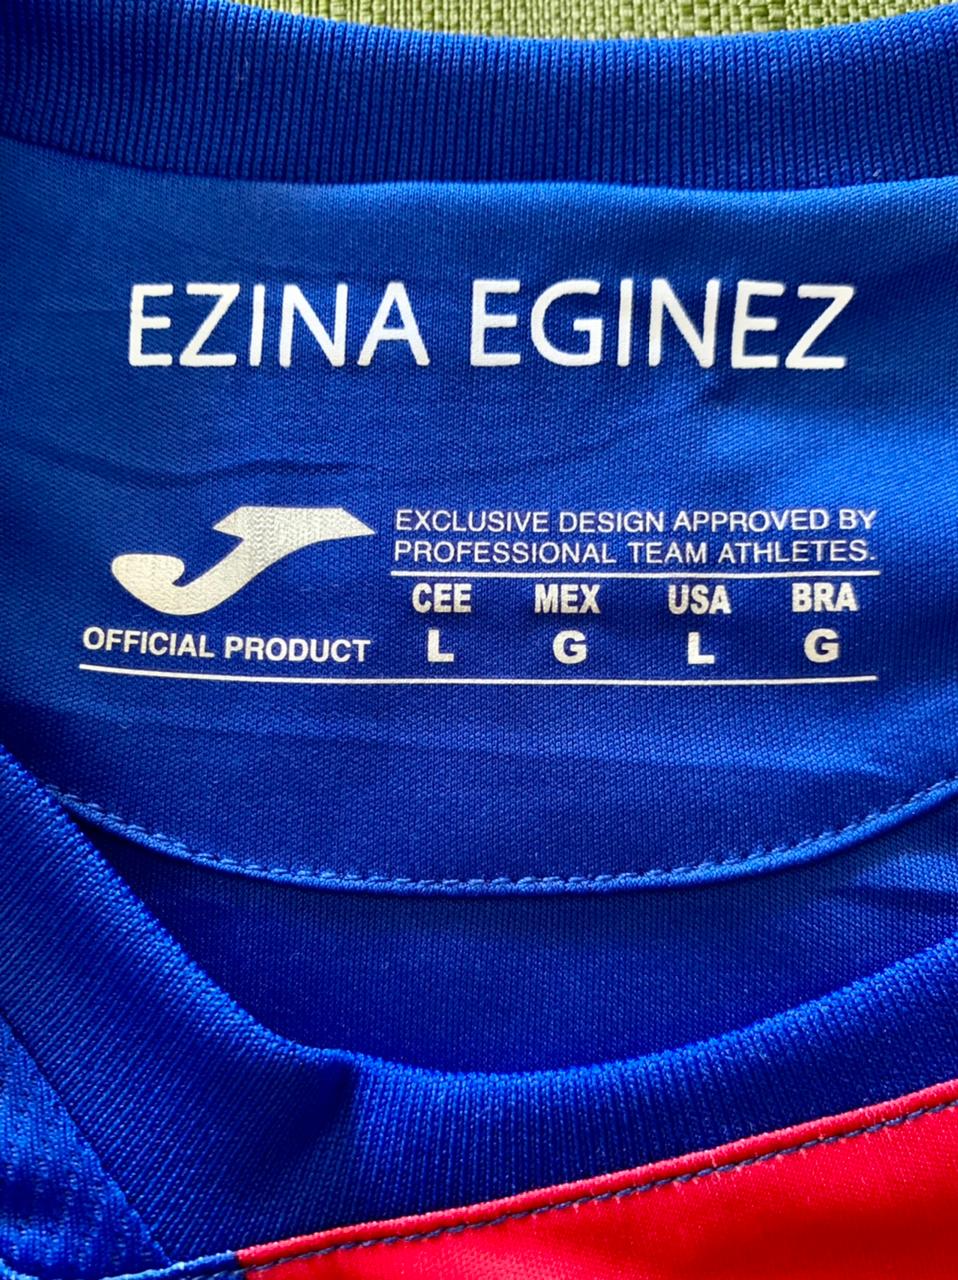 EZINA EGINEZ
EXCLUSIVE DESIGN APPROVED BY
PROFESSIONAL TEAM ATHLETES.
CEE MEX USA BRA
L G L G
OFFICIAL PRODUCT